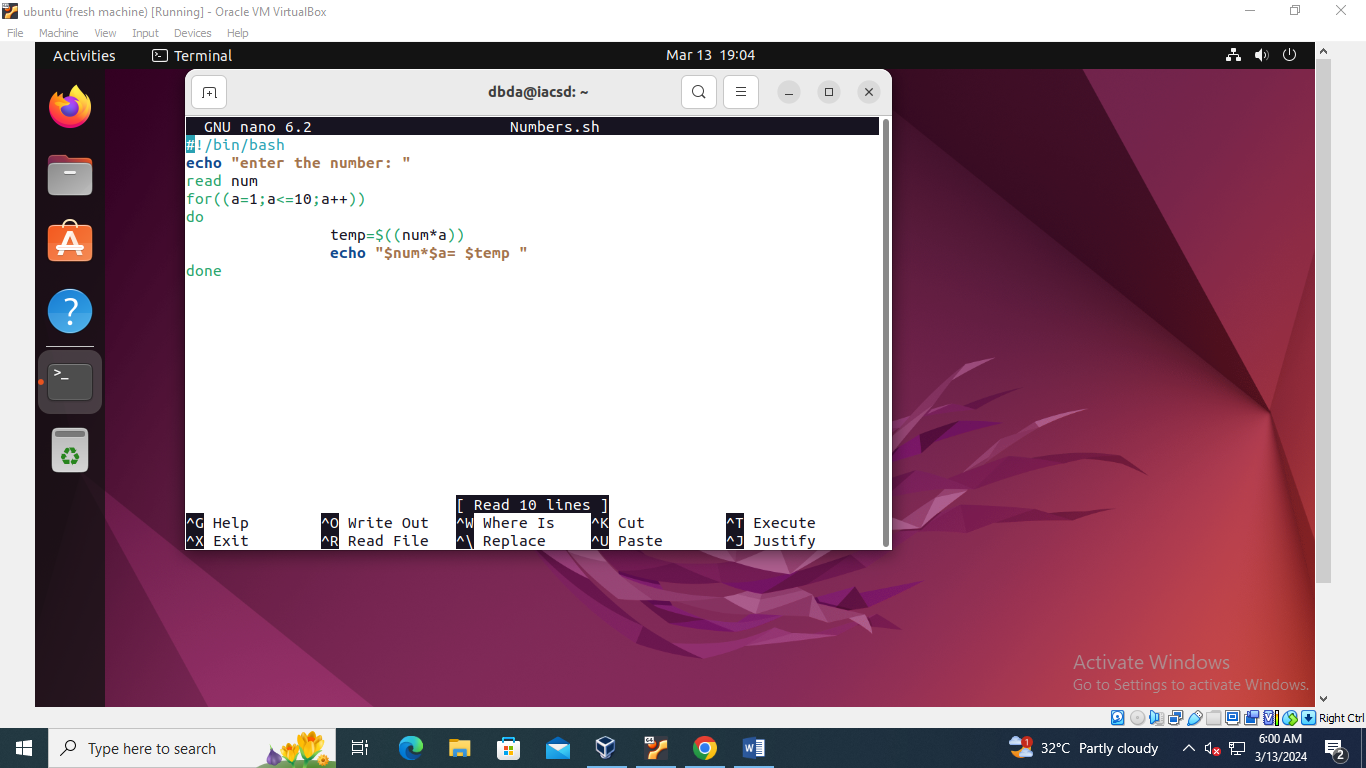 ubuntu (fresh machine) [Running] - Oracle VM VirtualBox
File Machine View Input Devices Help
Activities Terminal Mar 13 19:04
dbda@iacsd: ~
GNU nano 6.2 Numbers.sh
#!/bin/bash
echo "enter the number: "
read num
for((a=1;a<=10;a++))
do
temp=$((num*a))
echo "$num*$a= $temp "
done
[ Read 10 lines ]
^G Help ^O Write Out ^W Where Is ^K Cut ^T Execute
^X Exit ^R Read File ^\ Replace ^U Paste ^J Justify
Activate Windows
Go to Settings to activate Windows.
Right Ctrl
Type here to search
1
32°C Partly cloudy
6:00 AM
3/13/2024
2